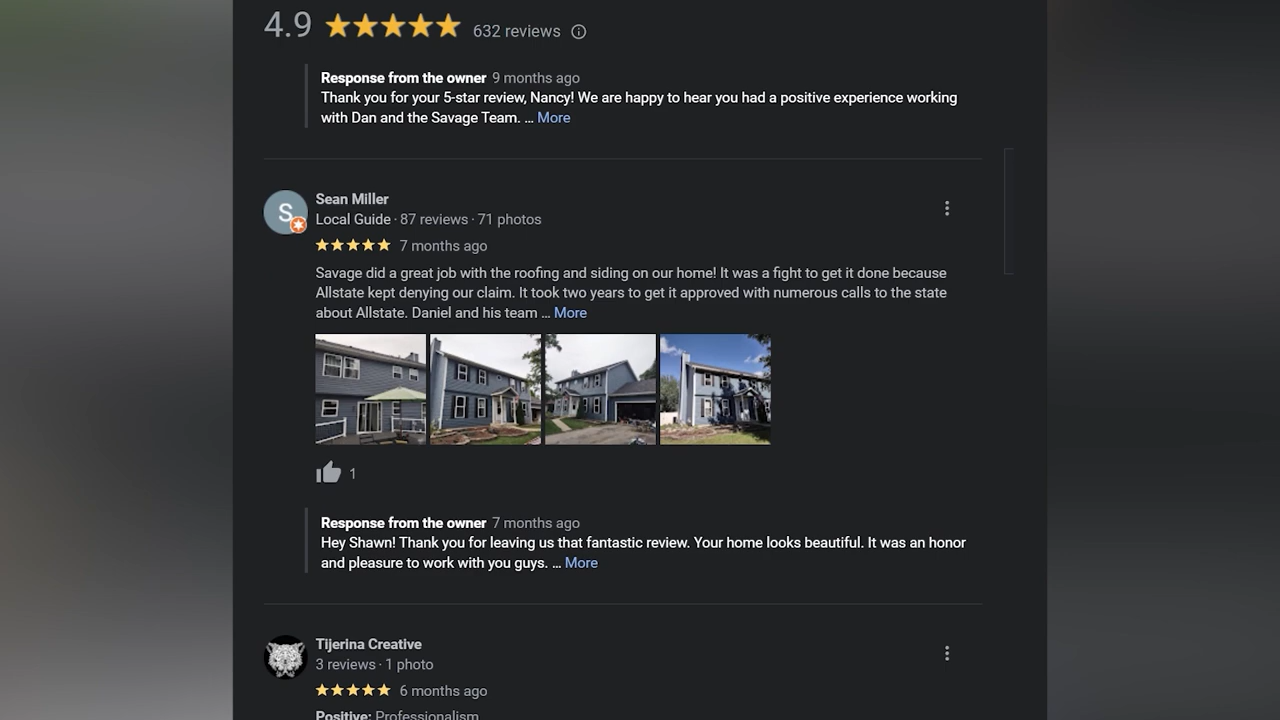 4.9 632 reviews
Response from the owner 9 months ago
Thank you for your 5-star review, Nancy! We are happy to hear you had a positive experience working
with Dan and the Savage Team. ... More
Sean Miller
S
Local Guide · 87 reviews · 71 photos
7 months ago
Savage did a great job with the roofing and siding on our home! It was a fight to get it done because
Allstate kept denying our claim. It took two years to get it approved with numerous calls to the state
about Allstate. Daniel and his team ... More
1
Response from the owner 7 months ago
Hey Shawn! Thank you for leaving us that fantastic review. Your home looks beautiful. It was an honor
and pleasure to work with you guys. ... More
Tijerina Creative
3 reviews · 1 photo
6 months ago
Positive: Professionalism